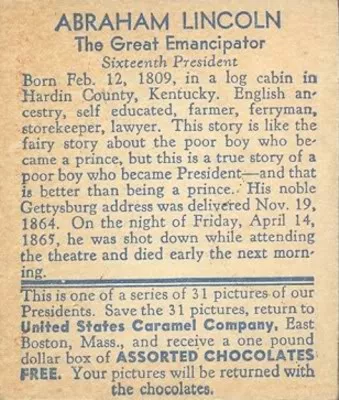 ABRAHAM LINCOLN
The Great Emancipator
Sixteenth President
Born Feb. 12, 1809, in a log cabin in
Hardin County, Kentucky. English an-
cestry, self educated, farmer, ferryman,
storekeeper, lawyer. This story is like the
fairy story about the poor boy who be-
came a prince, but this is a true story of a
poor boy who became President—and that
is better than being a prince. His noble
Gettysburg address was delivered Nov. 19,
1864. On the night of Friday, April 14,
1865, he was shot down while attending
the theatre and died early the next morn-
ing.
This is one of a series of 31 pictures of our
Presidents. Save the 31 pictures, return to
United States Caramel Company, East
Boston, Mass., and receive a one pound
dollar box of ASSORTED CHOCOLATES
FREE. Your pictures will be returned with
the chocolates.